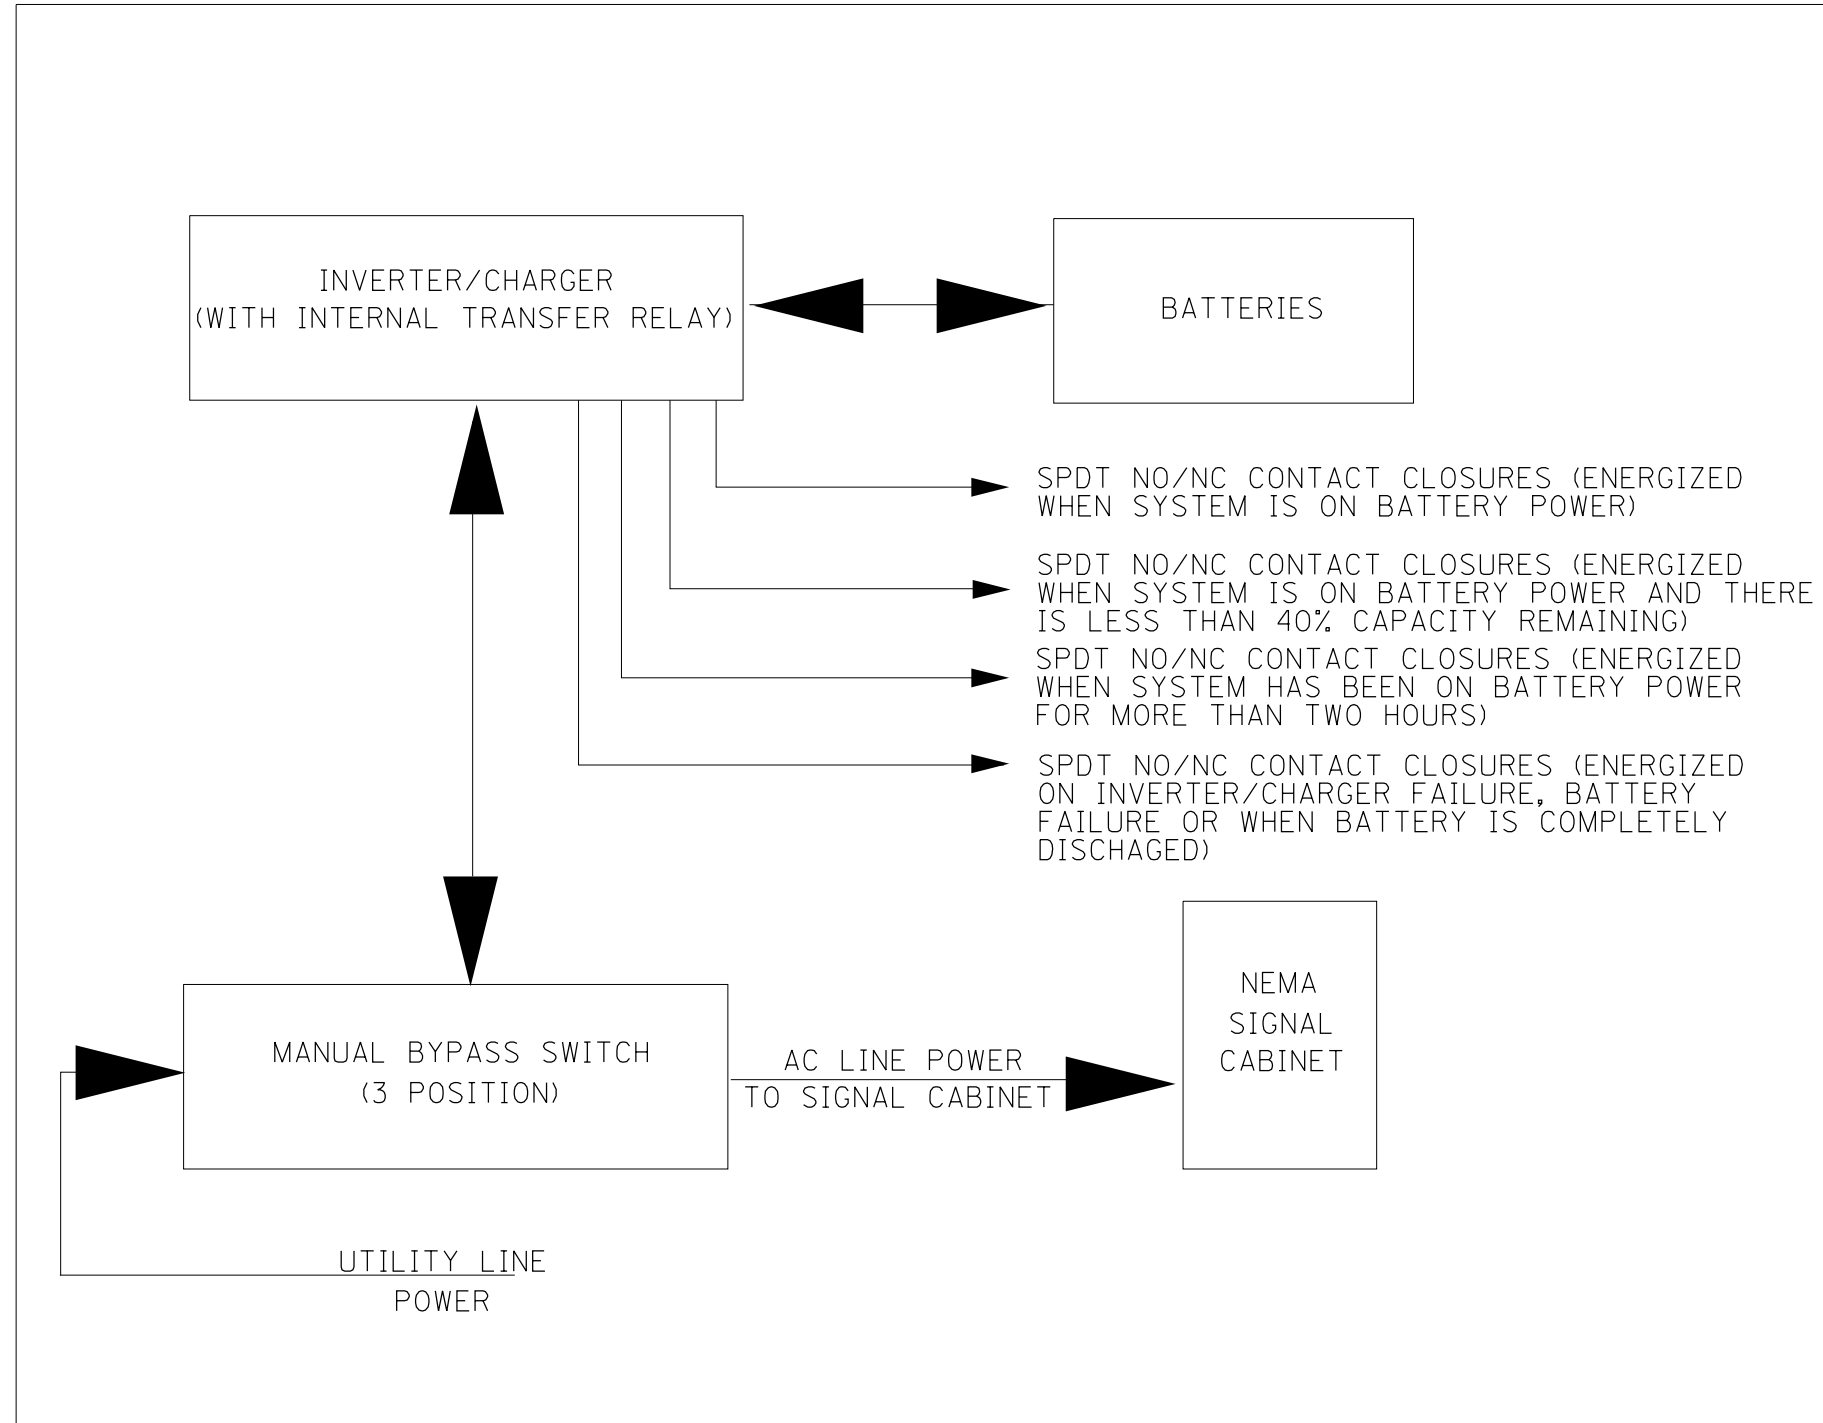 INVERTER/CHARGER
(WITH INTERNAL TRANSFER RELAY)
BATTERIES
SPDT NO/NC CONTACT CLOSURES (ENERGIZED
WHEN SYSTEM IS ON BATTERY POWER)
SPDT NO/NC CONTACT CLOSURES (ENERGIZED
WHEN SYSTEM IS ON BATTERY POWER AND THERE
IS LESS THAN 40% CAPACITY REMAINING)
SPDT NO/NC CONTACT CLOSURES (ENERGIZED
WHEN SYSTEM HAS BEEN ON BATTERY POWER
FOR MORE THAN TWO HOURS)
SPDT NO/NC CONTACT CLOSURES (ENERGIZED
ON INVERTER/CHARGER FAILURE, BATTERY
FAILURE OR WHEN BATTERY IS COMPLETELY
DISCHAGED)
NEMA
SIGNAL
CABINET
MANUAL BYPASS SWITCH
(3 POSITION)
AC LINE POWER
TO SIGNAL CABINET
UTILITY LINE
POWER